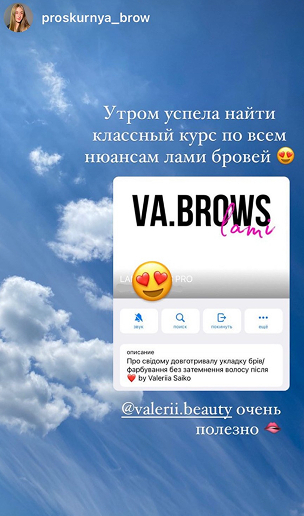 proskurnya_brow
Утром успела найти
классный курс по всем
нюансам лами бровей 😍
VA.BROWS
lami
PRO
звук
поиск
покинуть
ещё
описание
Про свідому довготривалу укладку брів/
фарбування без затемнення волосу після
❤️ by Valeriia Saiko
@valerii.beauty очень
полезно 🫦